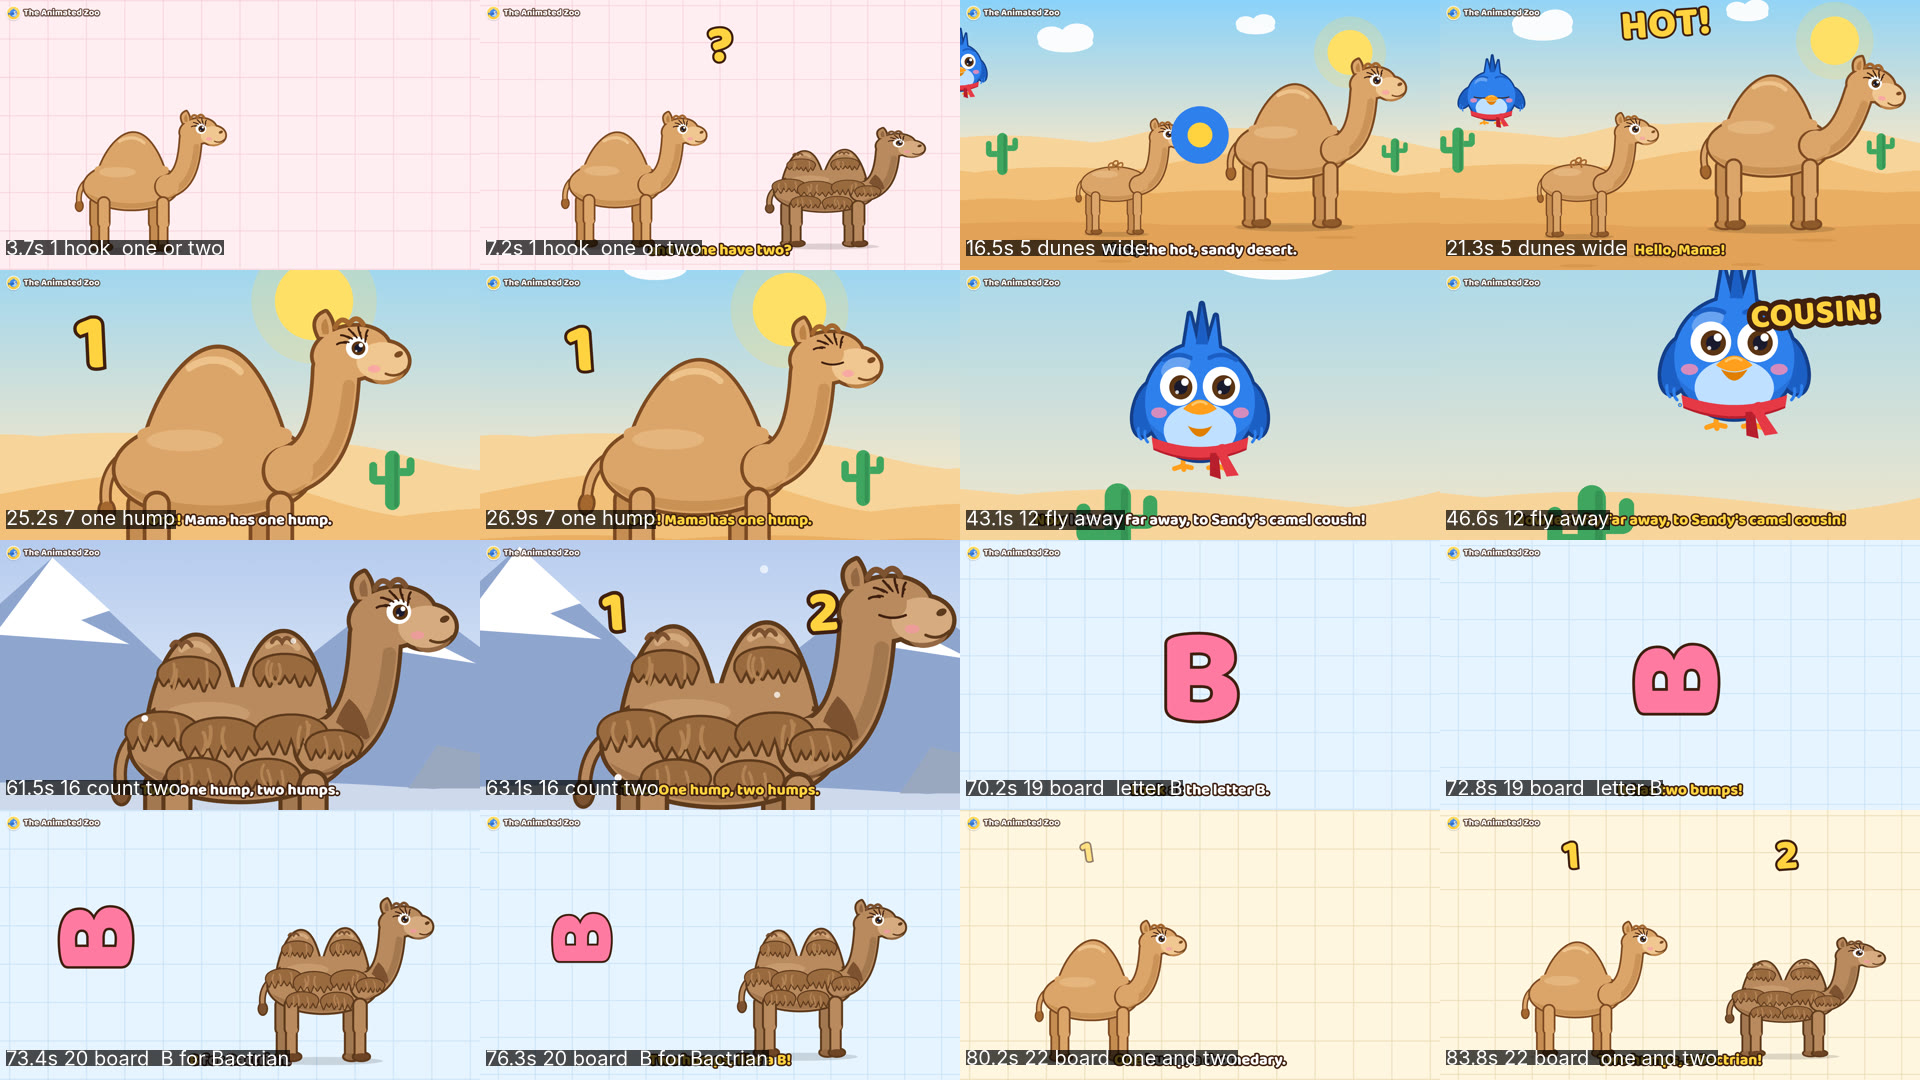 The Animated Zoo
3.7s 1 hook one or two
The Animated Zoo
?
7.2s 1 hook one or two
one have two?
The Animated Zoo
16.5s 5 dunes wide
the hot, sandy desert.
The Animated Zoo
HOT!
21.3s 5 dunes wide
Hello, Mama!
The Animated Zoo
1
25.2s 7 one hump
! Mama has one hump.
The Animated Zoo
1
26.9s 7 one hump
! Mama has one hump.
The Animated Zoo
43.1s 12 fly away
far away, to Sandy's camel cousin!
The Animated Zoo
COUSIN!
46.6s 12 fly away
far away, to Sandy's camel cousin!
The Animated Zoo
61.5s 16 count two
One hump, two humps.
The Animated Zoo
1
2
63.1s 16 count two
One hump, two humps.
The Animated Zoo
B
70.2s 19 board letter B
the letter B.
The Animated Zoo
B
72.8s 19 board letter B
two bumps!
The Animated Zoo
B
73.4s 20 board B for Bactrian
The Animated Zoo
B
76.3s 20 board B for Bactrian
B!
The Animated Zoo
1
80.2s 22 board one and two
The Animated Zoo
1
2
83.8s 22 board one and two